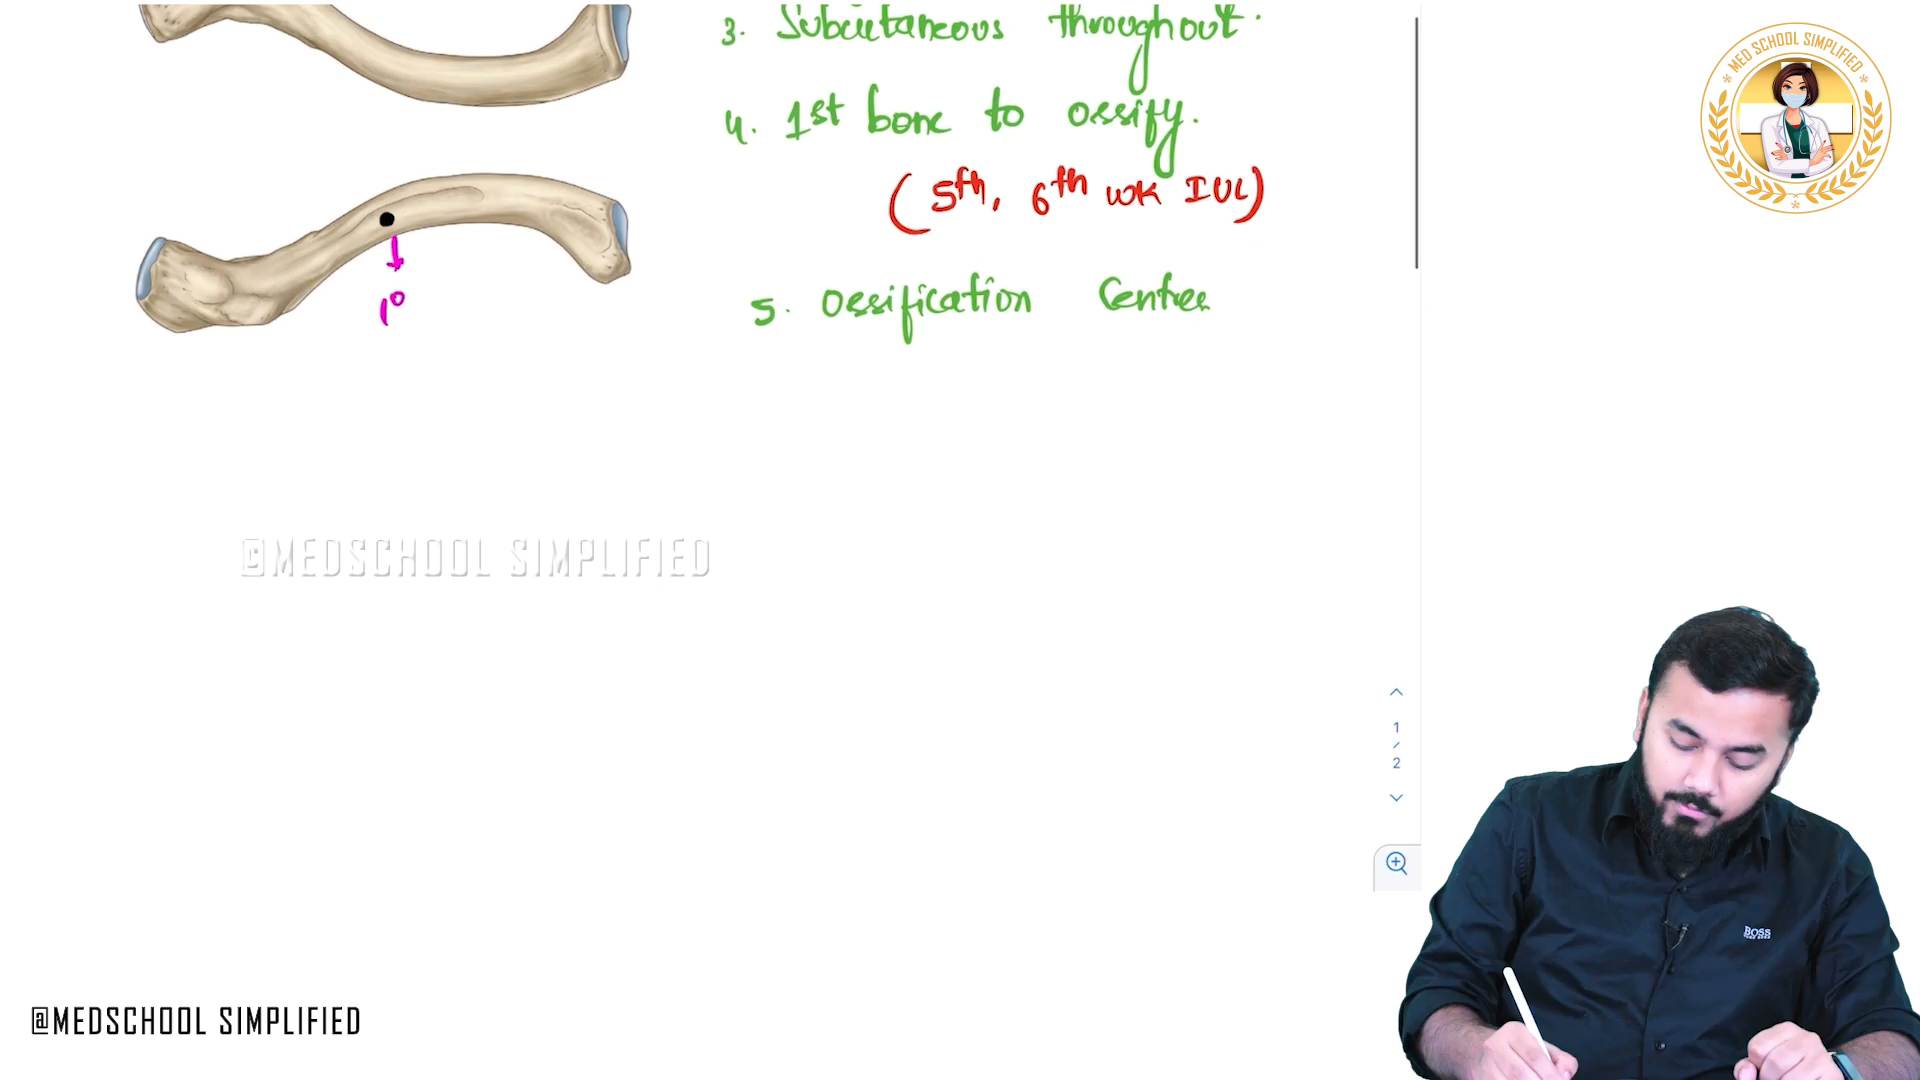 3. Subcutaneous throughout.
4. 1st bone to ossify.
(5th, 6th wk IUL)
1°
5. Ossification Centres
MED SCHOOL SIMPLIFIED
@MEDSCHOOL SIMPLIFIED
1
/
2
BOSS
@MEDSCHOOL SIMPLIFIED